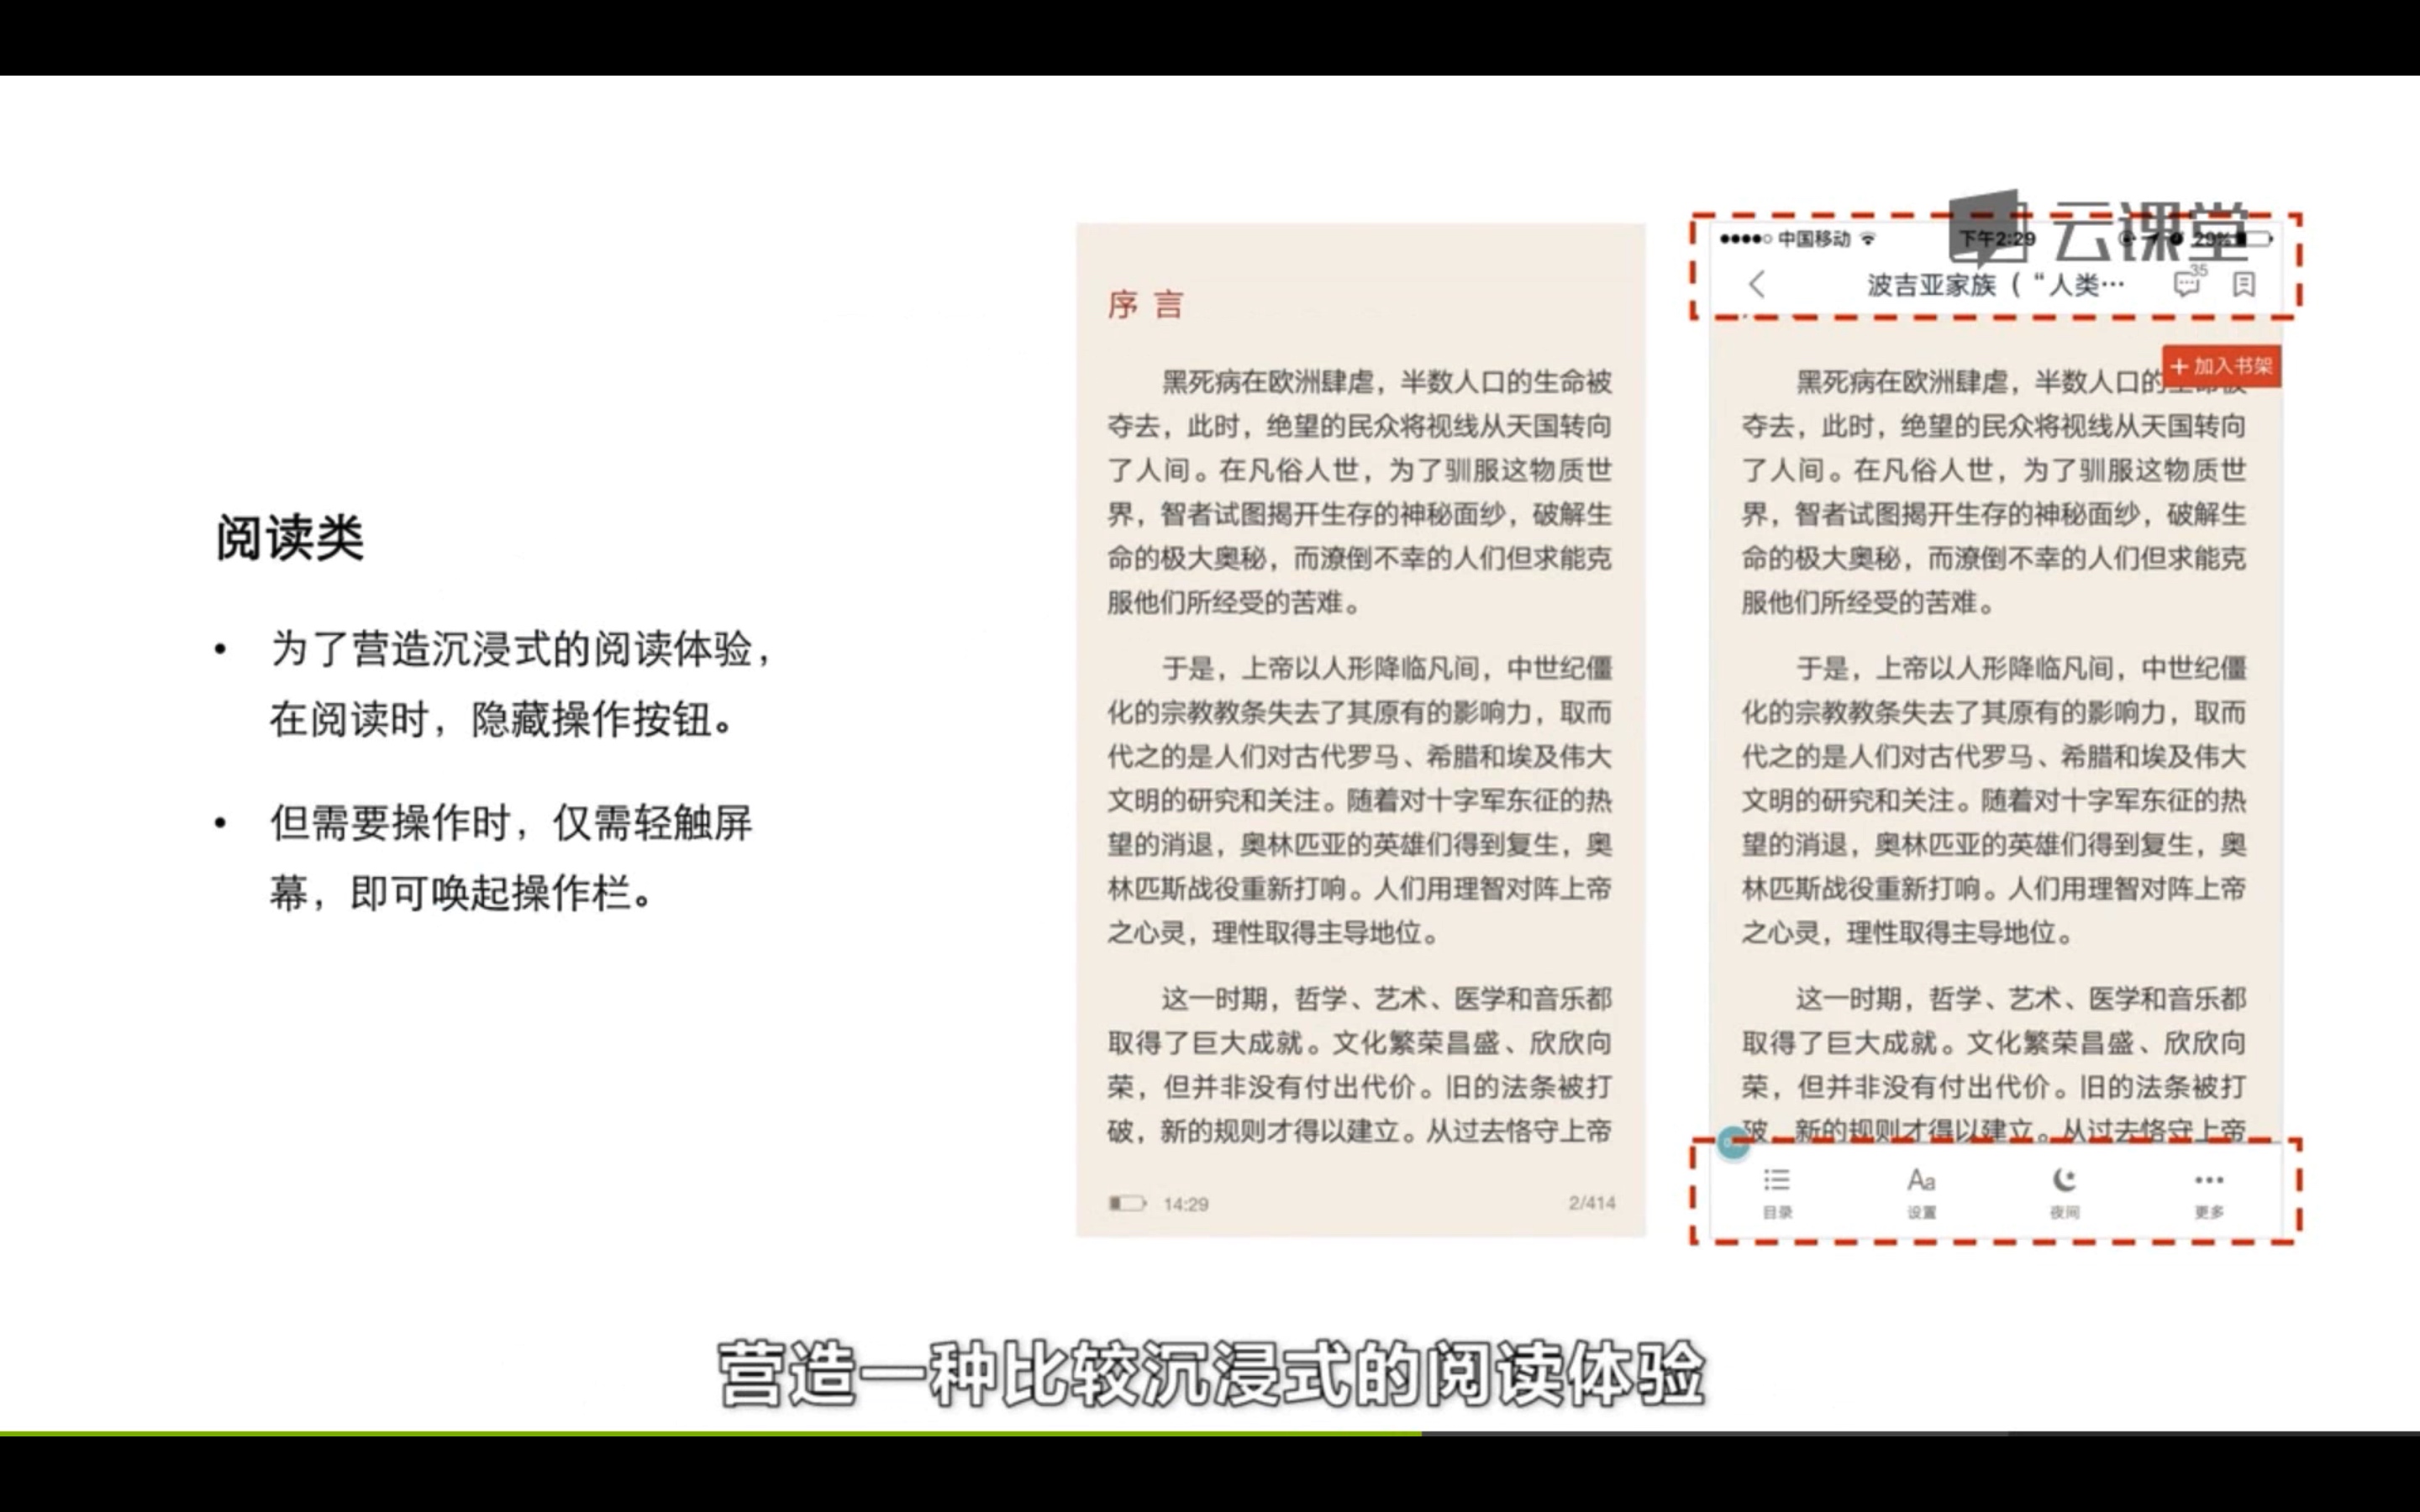 阅读类
• 为了营造沉浸式的阅读体验，
在阅读时，隐藏操作按钮。
• 但需要操作时，仅需轻触屏
幕，即可唤起操作栏。
序言
黑死病在欧洲肆虐，半数人口的生命被
夺去，此时，绝望的民众将视线从天国转向
了人间。在凡俗人世，为了驯服这物质世
界，智者试图揭开生存的神秘面纱，破解生
命的极大奥秘，而潦倒不幸的人们但求能克
服他们所经受的苦难。
于是，上帝以人形降临凡间，中世纪僵
化的宗教教条失去了其原有的影响力，取而
代之的是人们对古代罗马、希腊和埃及伟大
文明的研究和关注。随着对十字军东征的热
望的消退，奥林匹亚的英雄们得到复生，奥
林匹斯战役重新打响。人们用理智对阵上帝
之心灵，理性取得主导地位。
这一时期，哲学、艺术、医学和音乐都
取得了巨大成就。文化繁荣昌盛、欣欣向
荣，但并非没有付出代价。旧的法条被打
破，新的规则才得以建立。从过去恪守上帝
14:29 2/414
云课堂
中国移动 下午2:29 29%
波吉亚家族（“人类… 35
+ 加入书架
黑死病在欧洲肆虐，半数人口的生命被
夺去，此时，绝望的民众将视线从天国转向
了人间。在凡俗人世，为了驯服这物质世
界，智者试图揭开生存的神秘面纱，破解生
命的极大奥秘，而潦倒不幸的人们但求能克
服他们所经受的苦难。
于是，上帝以人形降临凡间，中世纪僵
化的宗教教条失去了其原有的影响力，取而
代之的是人们对古代罗马、希腊和埃及伟大
文明的研究和关注。随着对十字军东征的热
望的消退，奥林匹亚的英雄们得到复生，奥
林匹斯战役重新打响。人们用理智对阵上帝
之心灵，理性取得主导地位。
这一时期，哲学、艺术、医学和音乐都
取得了巨大成就。文化繁荣昌盛、欣欣向
荣，但并非没有付出代价。旧的法条被打
破，新的规则才得以建立。从过去恪守上帝
Aa
目录 设置 夜间 更多
营造一种比较沉浸式的阅读体验